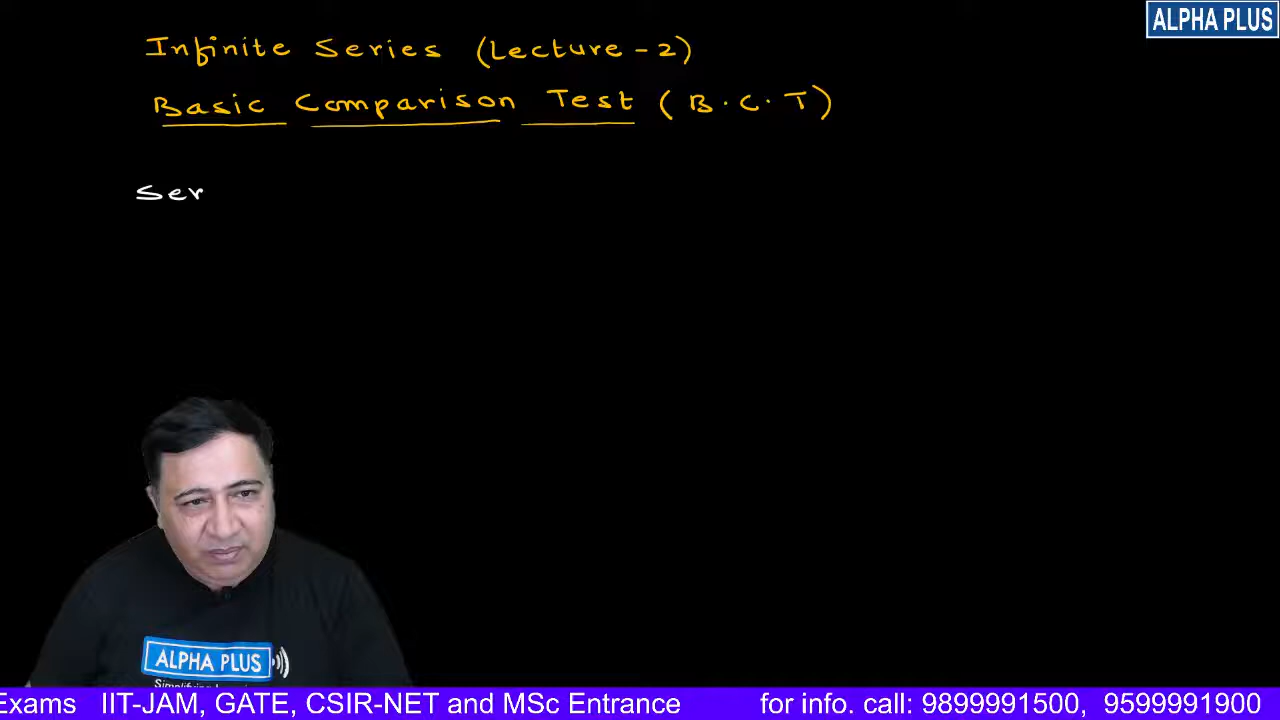 ALPHA PLUS
Infinite Series (Lecture - 2)
Basic Comparison Test (B.C.T)
Ser
ALPHA PLUS
Exams IIT-JAM, GATE, CSIR-NET and MSc Entrance for info. call: 9899991500, 9599991900